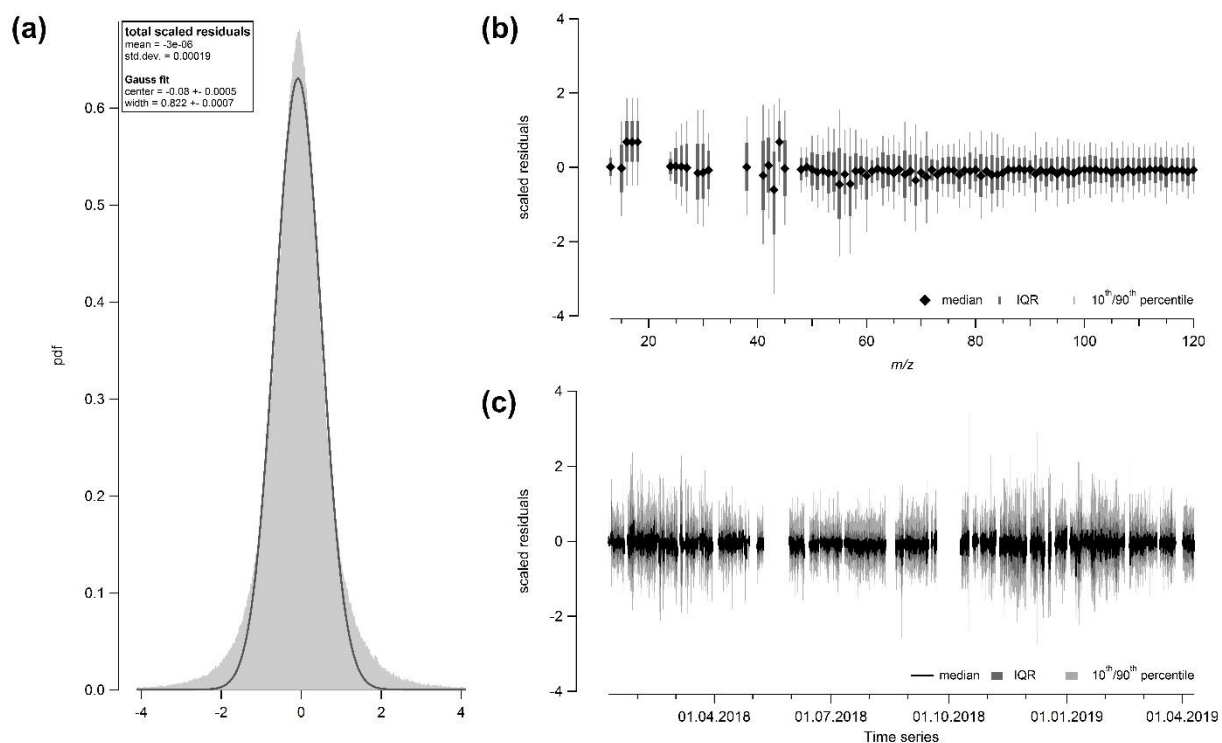 (a)
total scaled residuals
mean = -3e-06
std.dev. = 0.00019
Gauss fit
center = -0.08 +- 0.0005
width = 0.822 +- 0.0007
pdf
0.6
0.5
0.4
0.3
0.2
0.1
0.0
-4 -2 0 2 4
(b)
scaled residuals
4
2
0
-2
-4
median IQR 10th/90th percentile
20 40 60 80 100 120
m/z
(c)
scaled residuals
4
2
0
-2
-4
median IQR 10th/90th percentile
01.04.2018 01.07.2018 01.10.2018 01.01.2019 01.04.2019
Time series